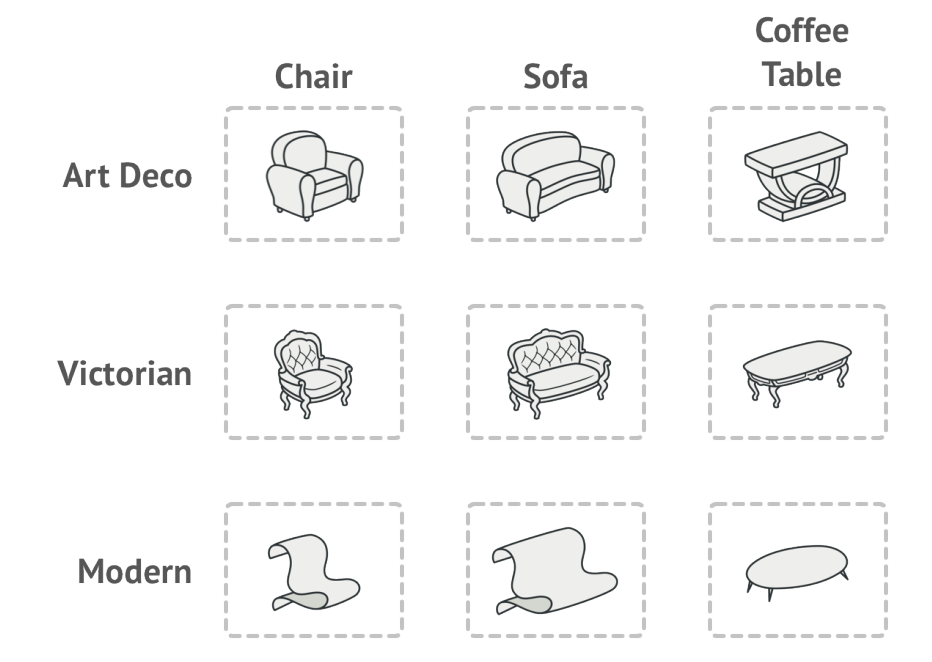 Coffee
Table
Chair
Sofa
Art Deco
Victorian
Modern